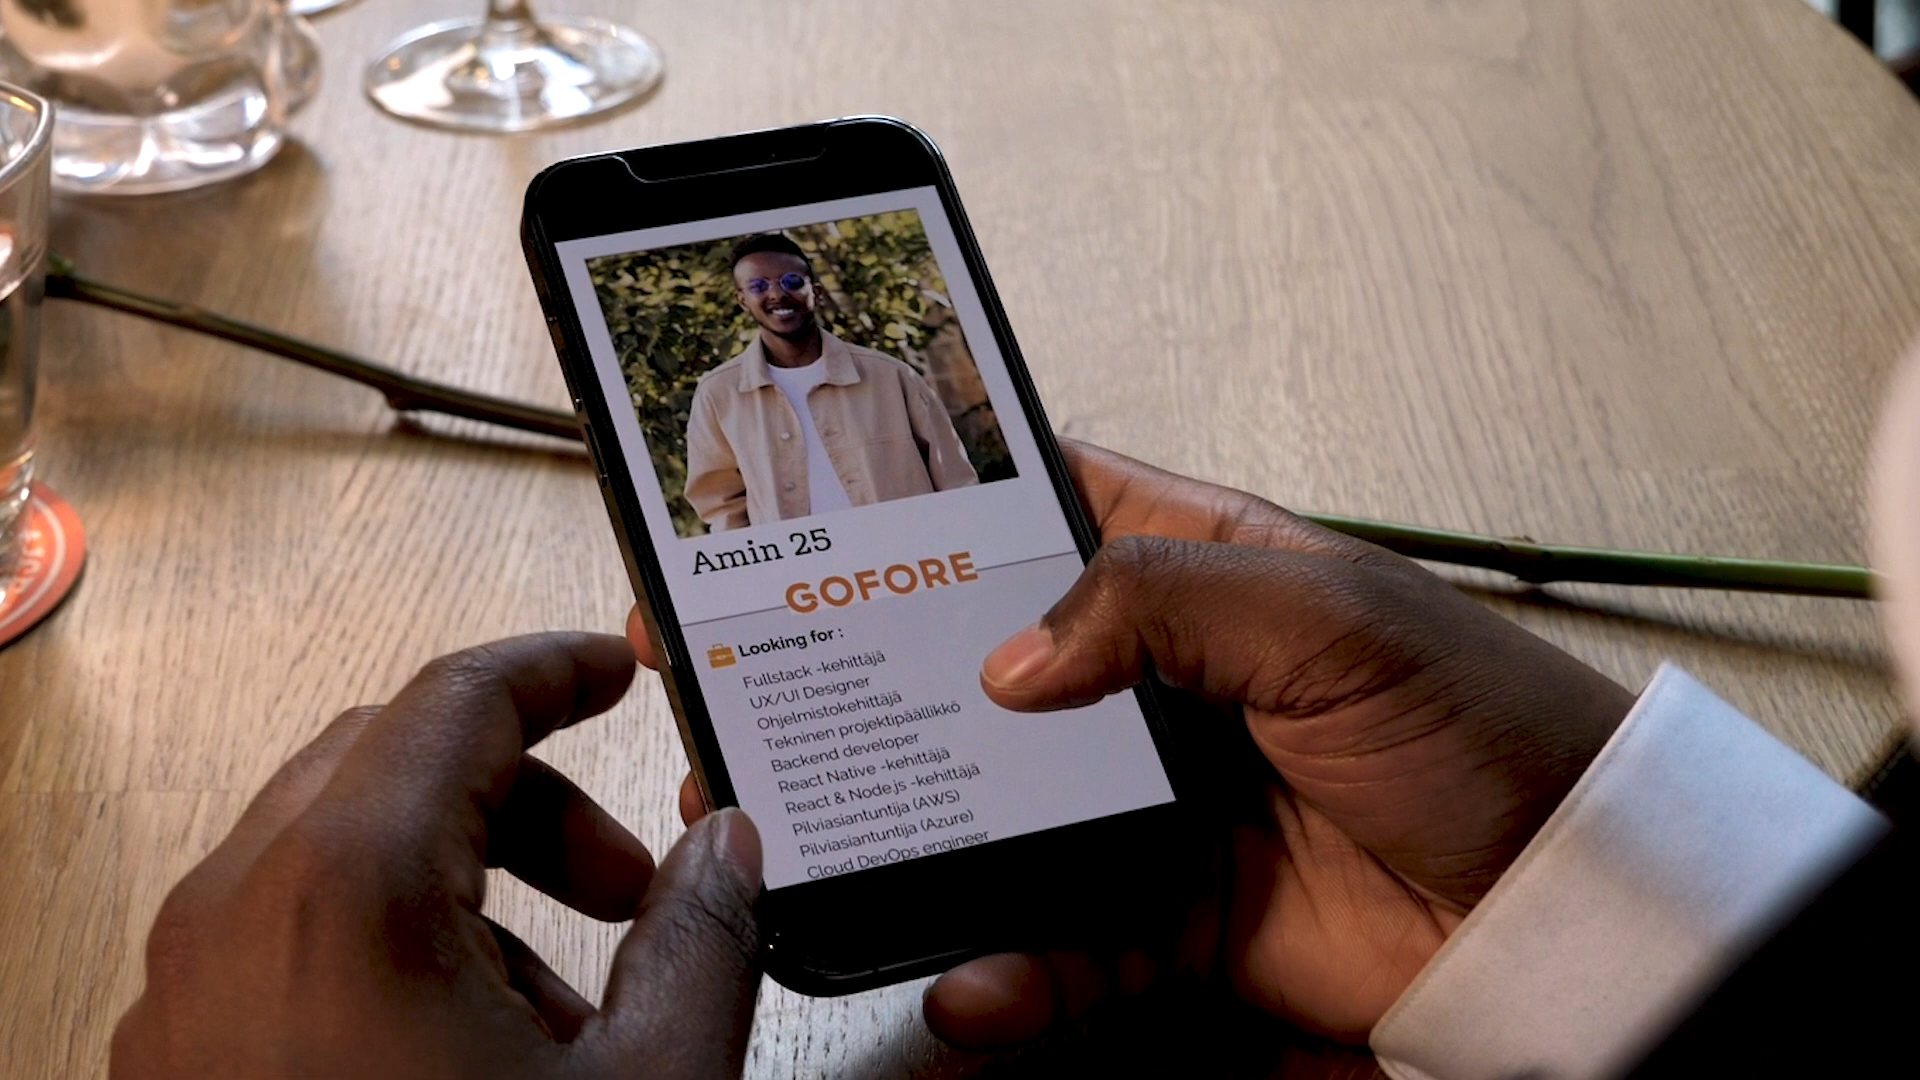 Amin 25
GOFORE
Looking for :
Fullstack -kehittäjä
UX/UI Designer
Ohjelmistokehittäjä
Tekninen projektipäällikkö
Backend developer
React Native -kehittäjä
React & Node.js -kehittäjä
Pilviasiantuntija (AWS)
Pilviasiantuntija (Azure)
Cloud DevOps engineer